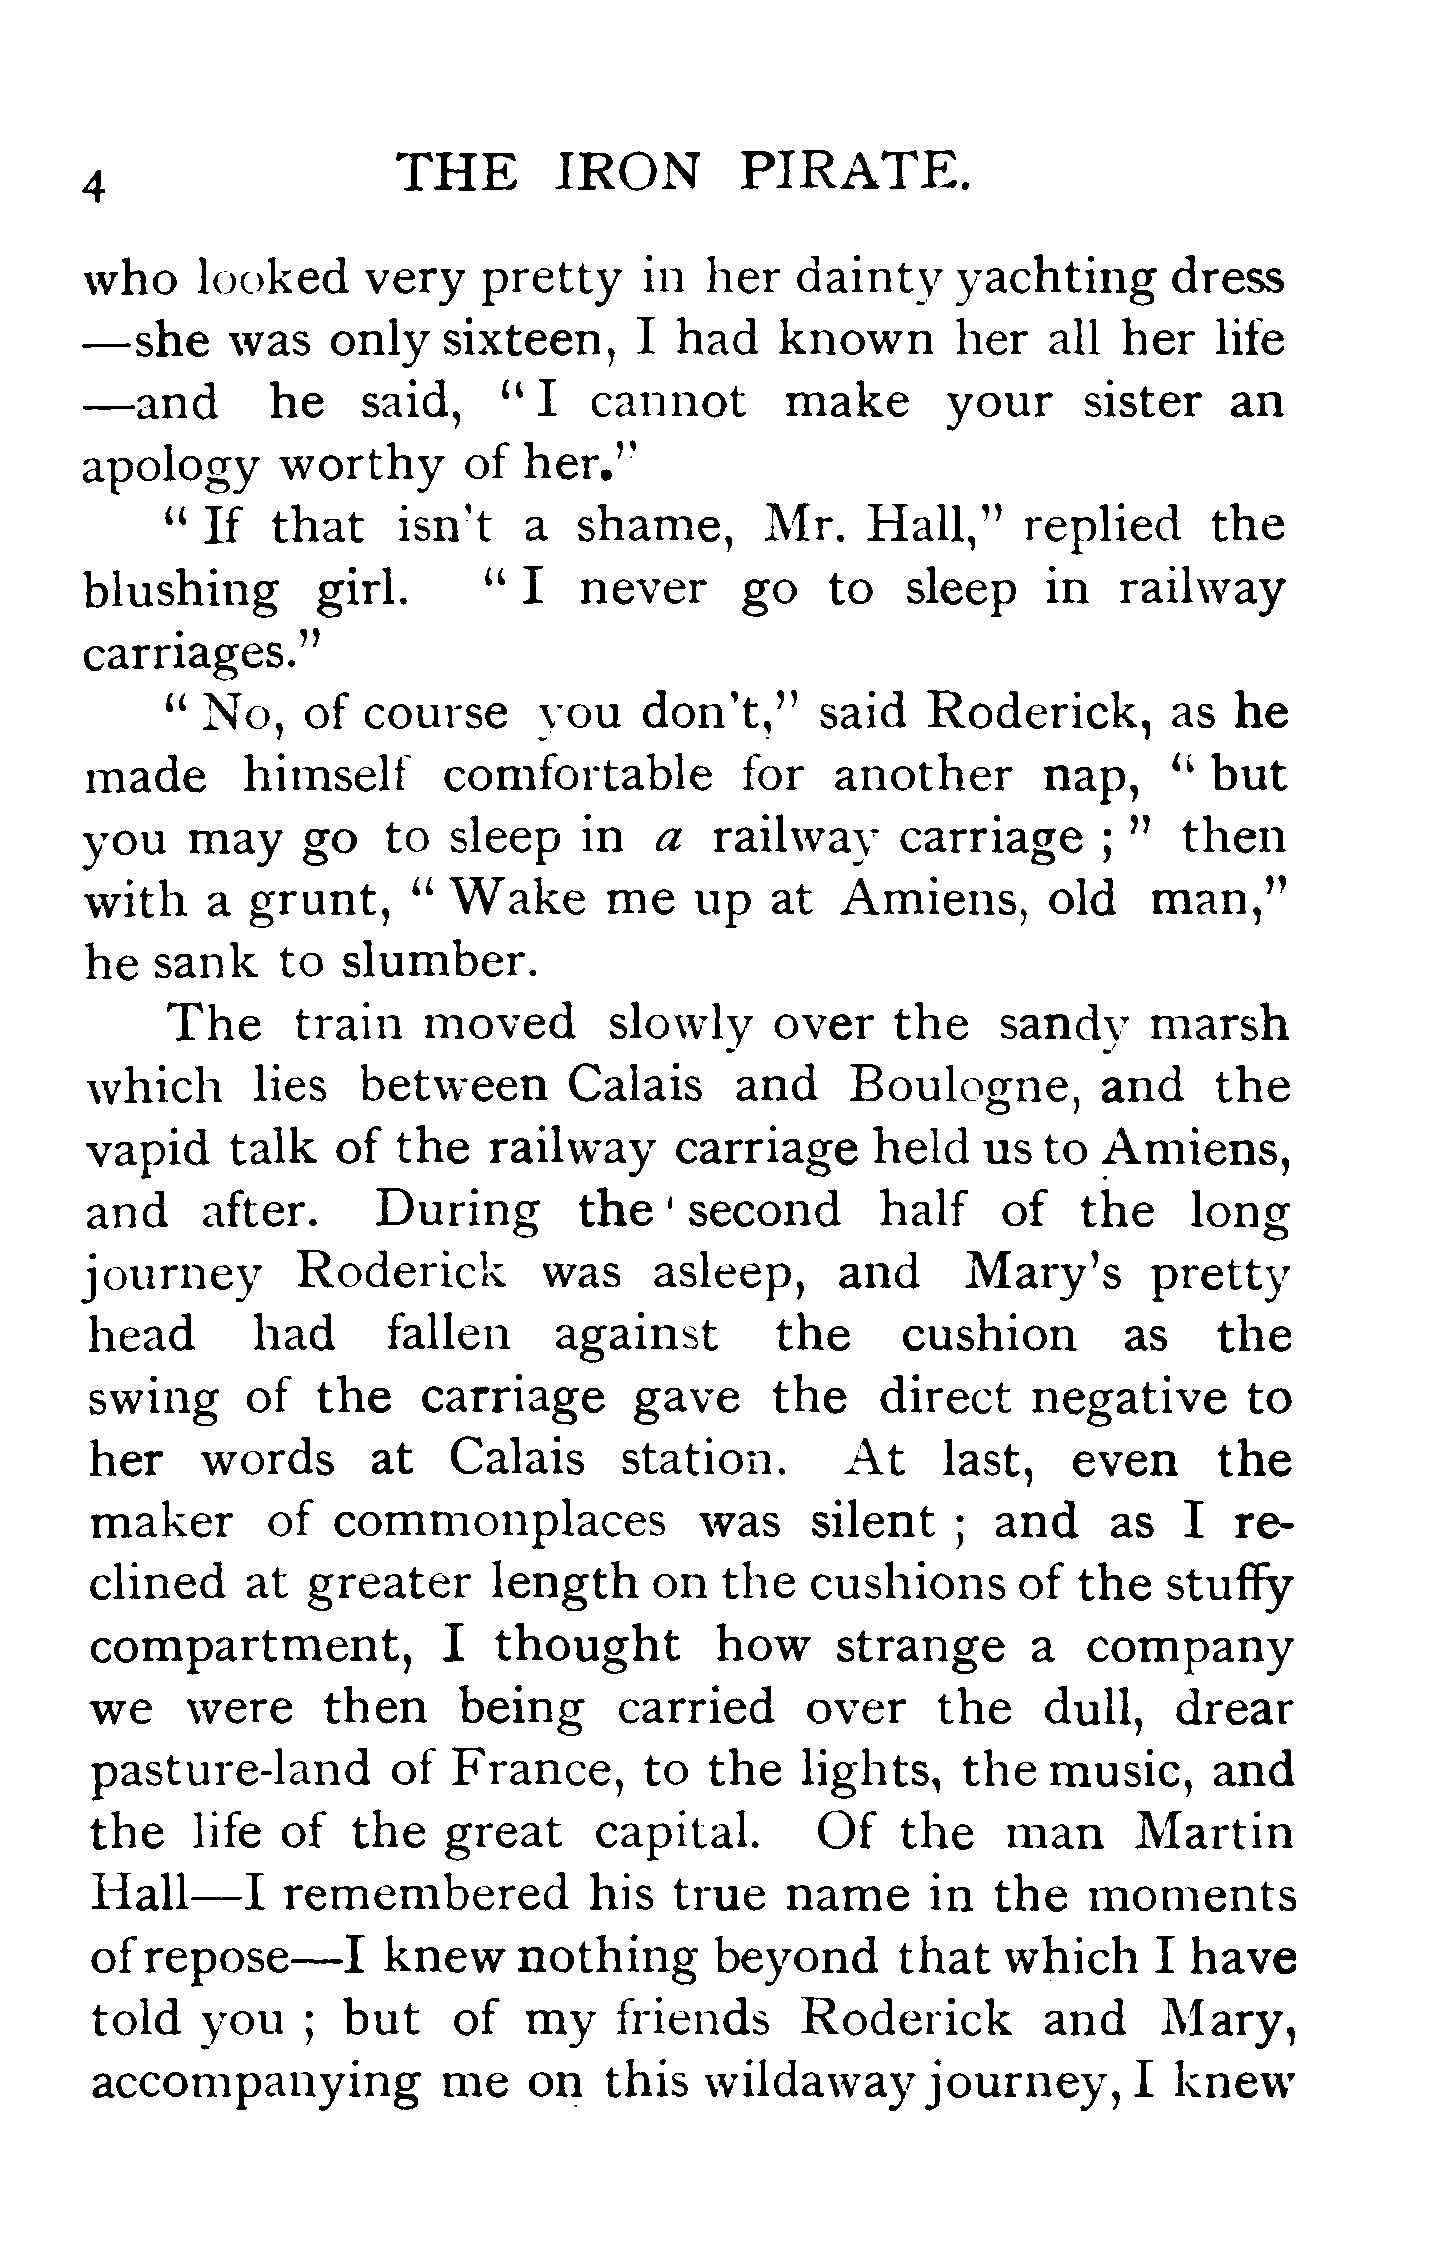 4 THE IRON PIRATE.
who looked very pretty in her dainty yachting dress
—she was only sixteen, I had known her all her life
—and he said, “ I cannot make your sister an
apology worthy of her.”
“ If that isn't a shame, Mr. Hall,” replied the
blushing girl. “ I never go to sleep in railway
carriages.”
“ No, of course you don't,” said Roderick, as he
made himself comfortable for another nap, “ but
you may go to sleep in a railway carriage ; ” then
with a grunt, “ Wake me up at Amiens, old man,”
he sank to slumber.
The train moved slowly over the sandy marsh
which lies between Calais and Boulogne, and the
vapid talk of the railway carriage held us to Amiens,
and after. During the ' second half of the long
journey Roderick was asleep, and Mary's pretty
head had fallen against the cushion as the
swing of the carriage gave the direct negative to
her words at Calais station. At last, even the
maker of commonplaces was silent ; and as I re-
clined at greater length on the cushions of the stuffy
compartment, I thought how strange a company
we were then being carried over the dull, drear
pasture-land of France, to the lights, the music, and
the life of the great capital. Of the man Martin
Hall—I remembered his true name in the moments
of repose—I knew nothing beyond that which I have
told you ; but of my friends Roderick and Mary,
accompanying me on this wildaway journey, I knew